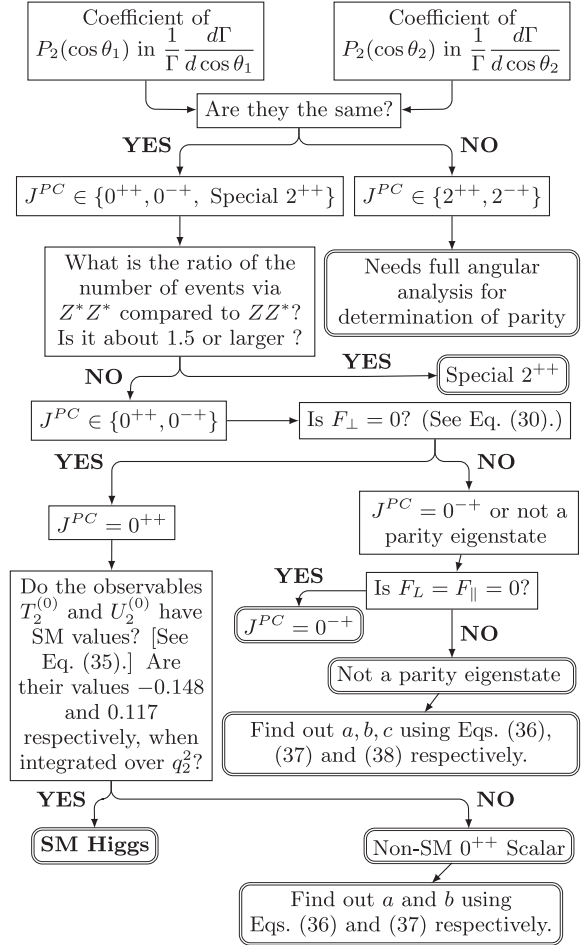 Coefficient of
P₂(cos θ₁) in 1/Γ dΓ/d cos θ₁
Coefficient of
P₂(cos θ₂) in 1/Γ dΓ/d cos θ₂
Are they the same?
YES
NO
J^{PC} ∈ {0⁺⁺, 0⁻⁺, Special 2⁺⁺}
J^{PC} ∈ {2⁺⁺, 2⁻⁺}
What is the ratio of the
number of events via
Z*Z* compared to ZZ*?
Is it about 1.5 or larger ?
Needs full angular
analysis for
determination of parity
YES
NO
Special 2⁺⁺
J^{PC} ∈ {0⁺⁺, 0⁻⁺}
Is F_⊥ = 0? (See Eq. (30).)
YES
NO
J^{PC} = 0⁺⁺
J^{PC} = 0⁻⁺ or not a
parity eigenstate
Do the observables
T₂^{(0)} and U₂^{(0)} have
SM values? [See
Eq. (35).] Are
their values −0.148
and 0.117
respectively, when
integrated over q₂²?
YES
Is F_L = F_∥ = 0?
J^{PC} = 0⁻⁺
NO
Not a parity eigenstate
Find out a, b, c using Eqs. (36),
(37) and (38) respectively.
YES
NO
SM Higgs
Non-SM 0⁺⁺ Scalar
Find out a and b using
Eqs. (36) and (37) respectively.